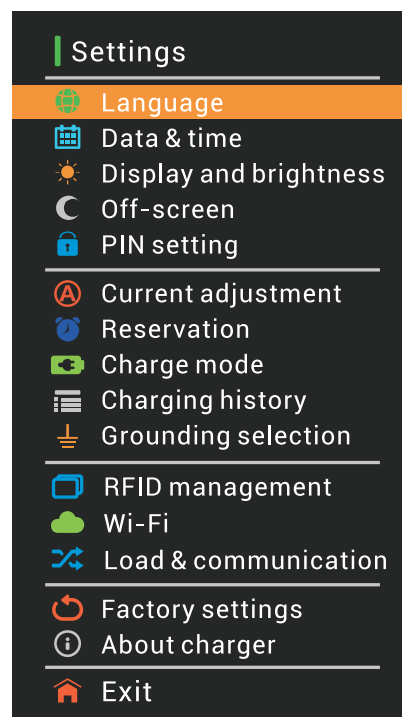 Settings
Language
Data & time
Display and brightness
Off-screen
PIN setting
A Current adjustment
Reservation
Charge mode
Charging history
Grounding selection
RFID management
Wi-Fi
Load & communication
Factory settings
About charger
Exit